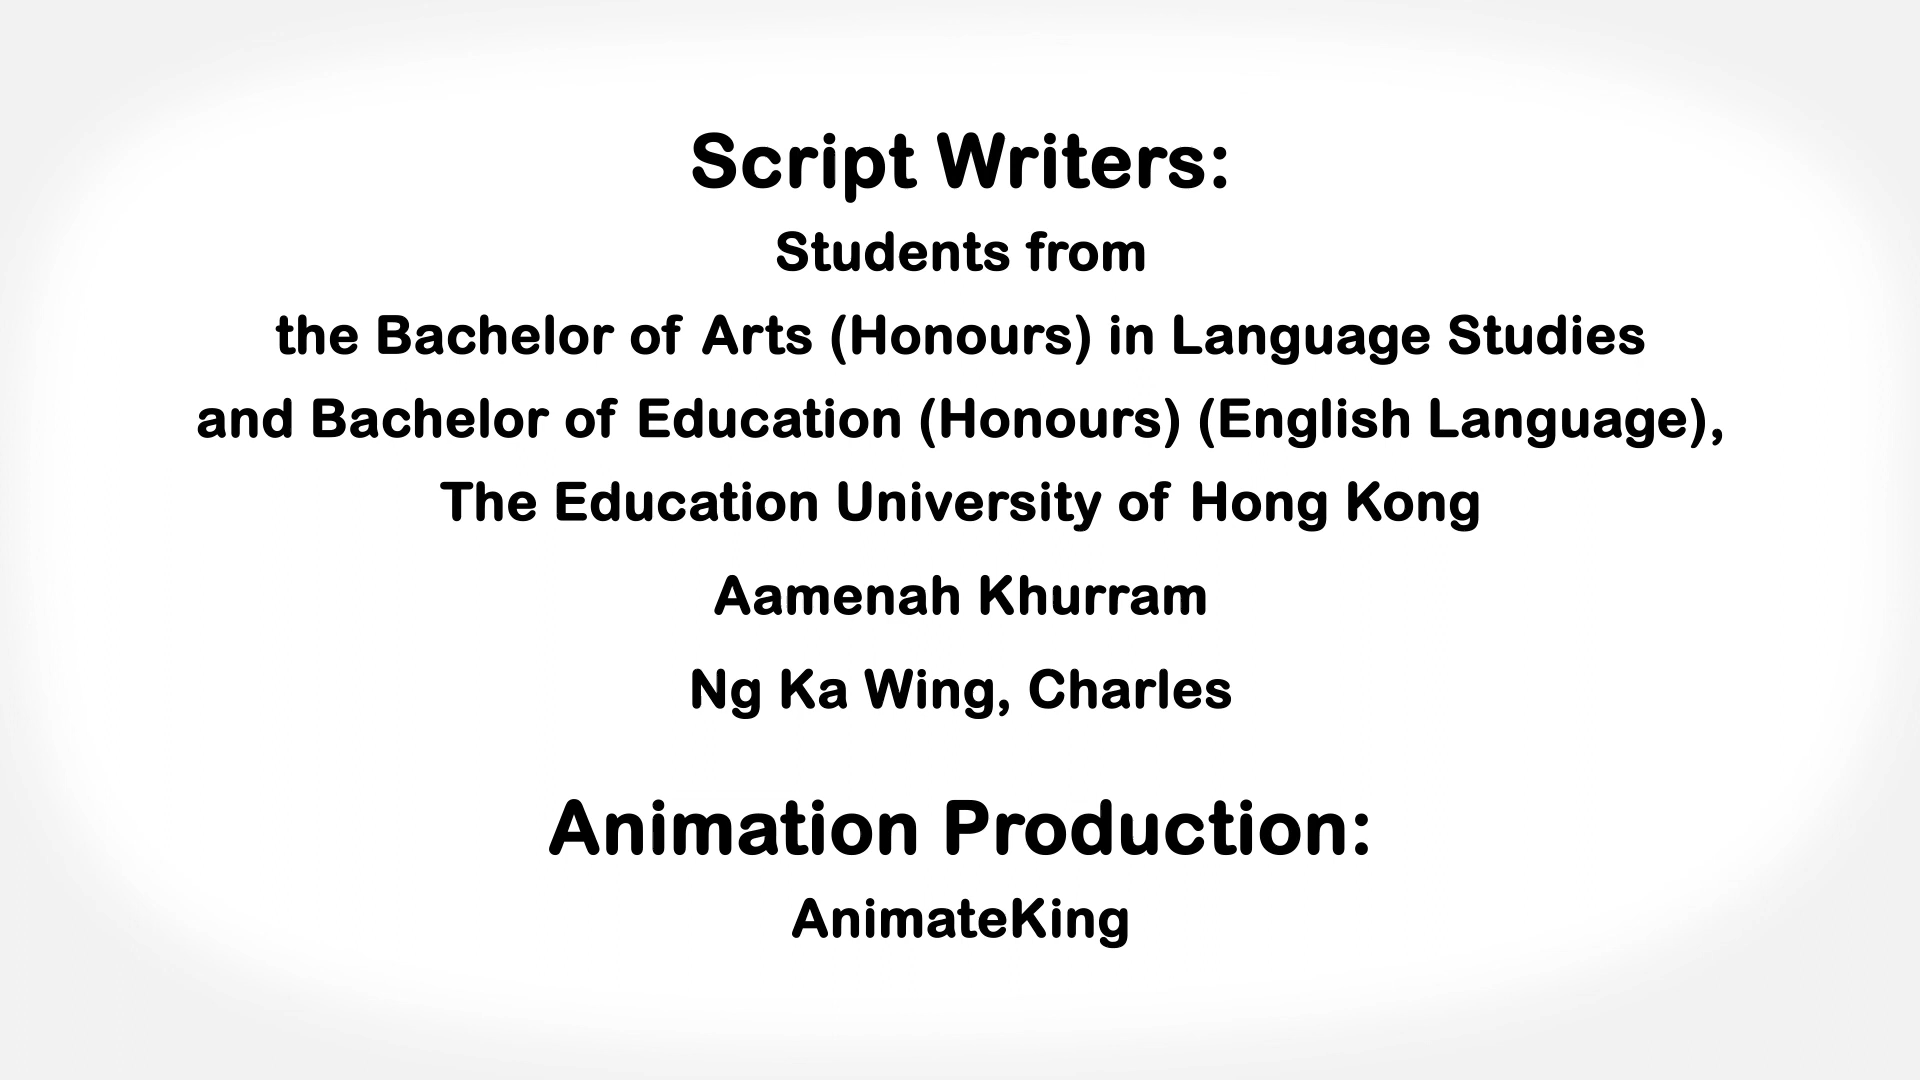 Script Writers:
Students from
the Bachelor of Arts (Honours) in Language Studies
and Bachelor of Education (Honours) (English Language),
The Education University of Hong Kong
Aamenah Khurram
Ng Ka Wing, Charles
Animation Production:
AnimateKing